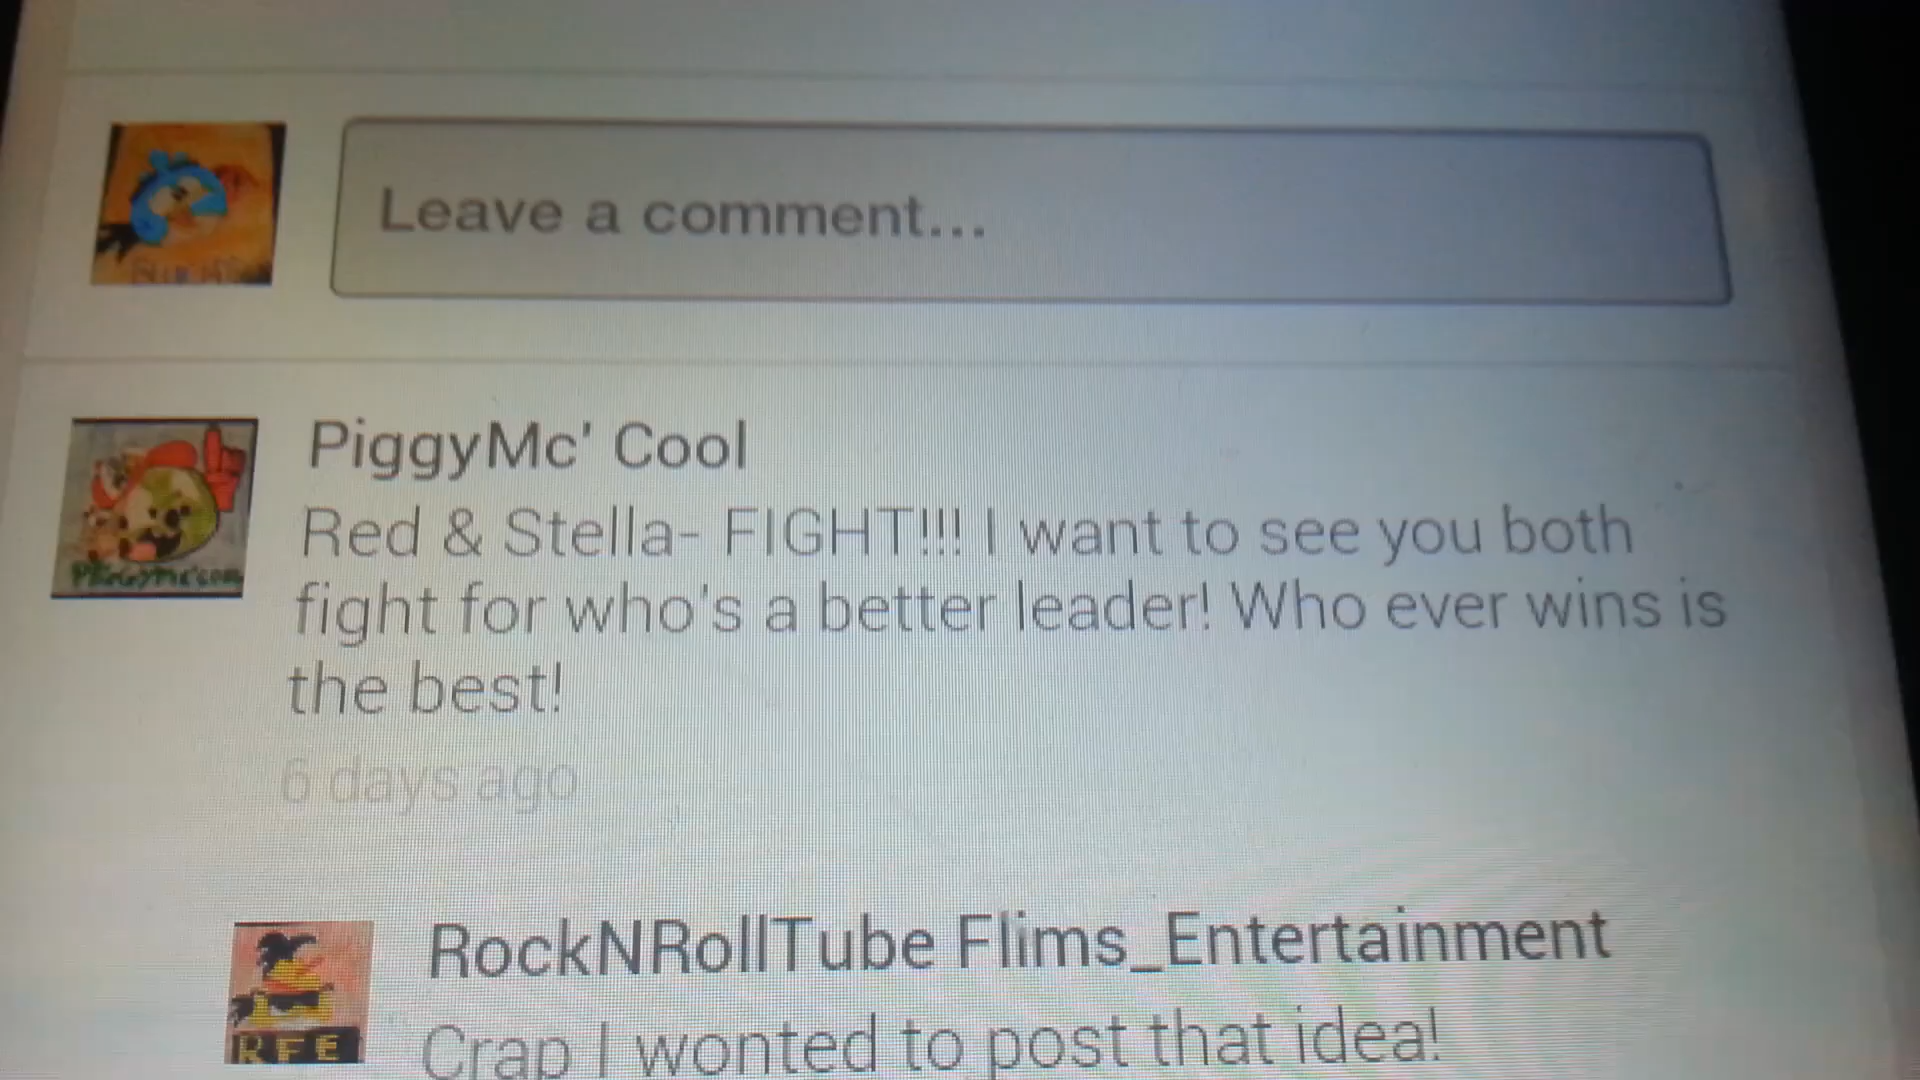 Leave a comment...
PiggyMc' Cool
Red & Stella- FIGHT!!! I want to see you both
fight for who's a better leader! Who ever wins is
the best!
6 days ago
RockNRollTube Flims_Entertainment
RFE
Crap I wonted to post that idea!